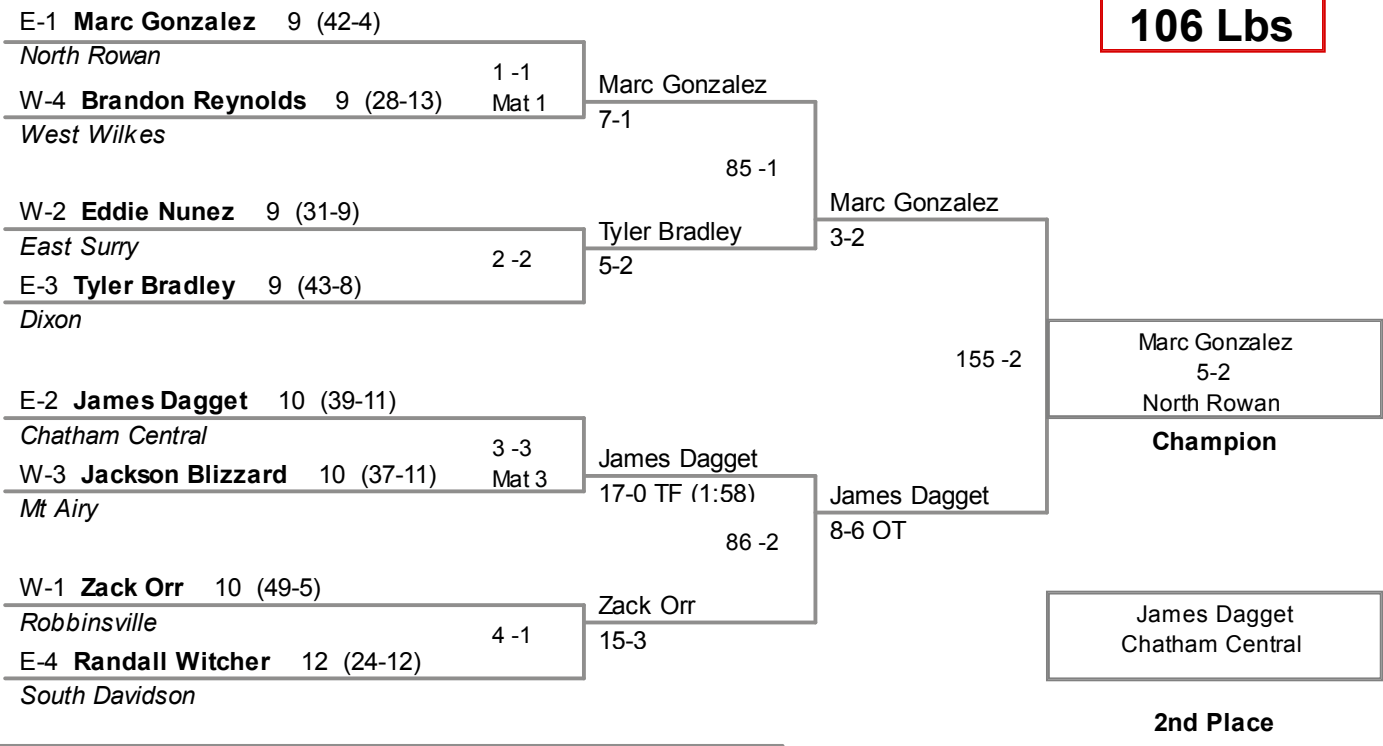 E-1 Marc Gonzalez 9 (42-4)
106 Lbs
North Rowan
1 -1
Marc Gonzalez
W-4 Brandon Reynolds 9 (28-13)
Mat 1
7-1
West Wilkes
85 -1
W-2 Eddie Nunez 9 (31-9)
Marc Gonzalez
Tyler Bradley
3-2
East Surry
2 -2
5-2
E-3 Tyler Bradley 9 (43-8)
Dixon
155 -2
Marc Gonzalez
5-2
North Rowan
Champion
E-2 James Dagget 10 (39-11)
Chatham Central
3 -3
James Dagget
W-3 Jackson Blizzard 10 (37-11)
Mat 3
17-0 TF (1:58)
James Dagget
Mt Airy
8-6 OT
86 -2
W-1 Zack Orr 10 (49-5)
Zack Orr
Robbinsville
4 -1
15-3
E-4 Randall Witcher 12 (24-12)
South Davidson
James Dagget
Chatham Central
2nd Place